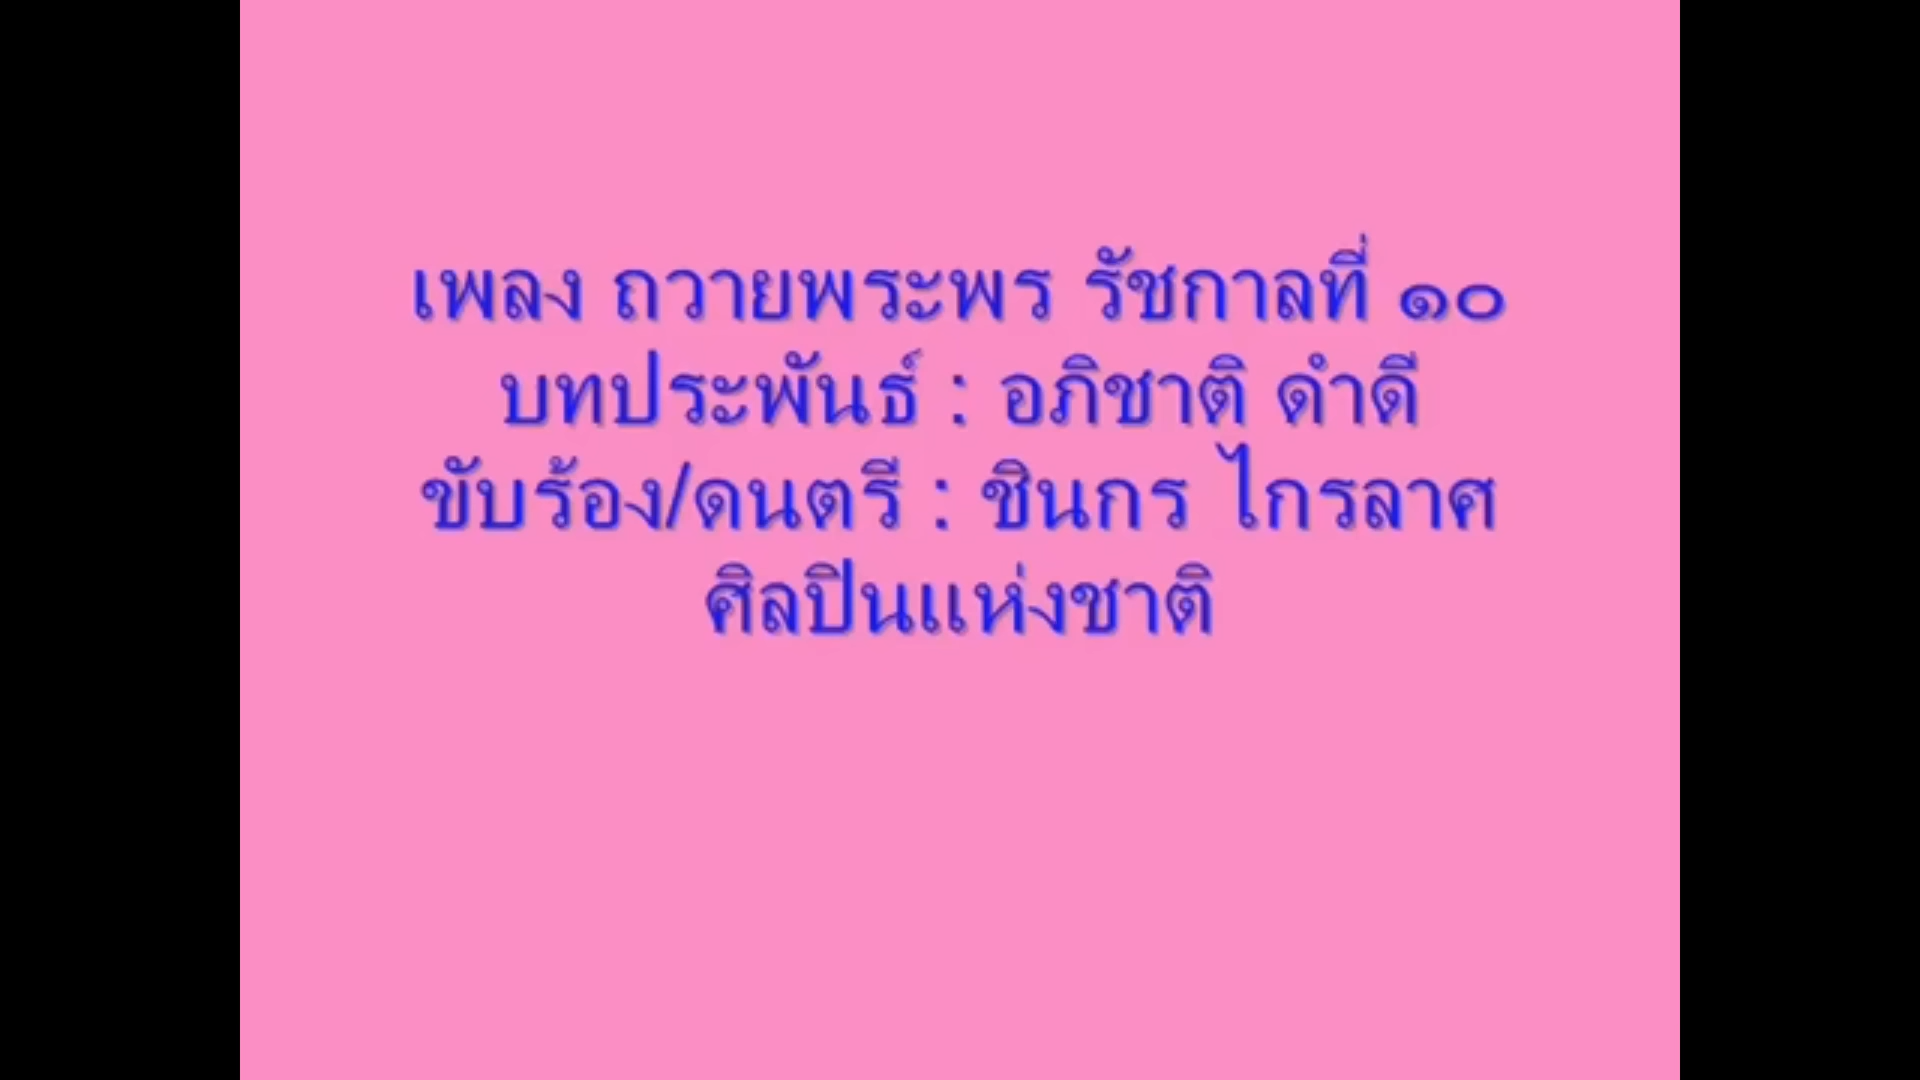 เพลง ถวายพระพร รัชกาลที่ ๑๐
บทประพันธ์ : อภิชาติ ดำดี
ขับร้อง/ดนตรี : ชินกร ไกรลาศ
ศิลปินแห่งชาติ